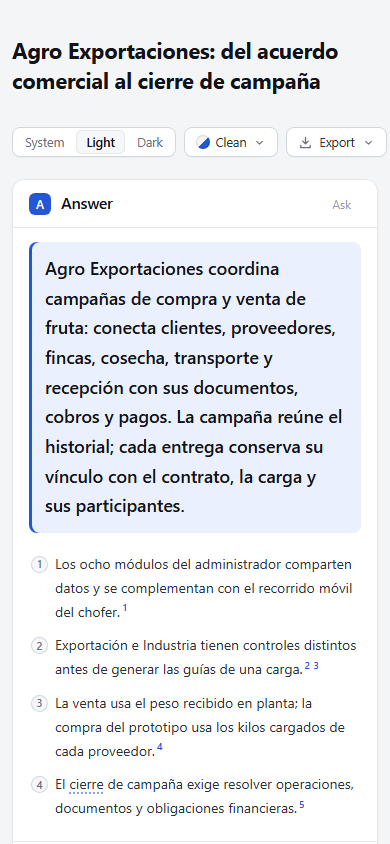 Agro Exportaciones: del acuerdo
comercial al cierre de campaña
System Light Dark Clean Export
A Answer Ask
Agro Exportaciones coordina
campañas de compra y venta de
fruta: conecta clientes, proveedores,
fincas, cosecha, transporte y
recepción con sus documentos,
cobros y pagos. La campaña reúne el
historial; cada entrega conserva su
vínculo con el contrato, la carga y
sus participantes.
1 Los ocho módulos del administrador comparten
datos y se complementan con el recorrido móvil
del chofer. 1
2 Exportación e Industria tienen controles distintos
antes de generar las guías de una carga. 2 3
3 La venta usa el peso recibido en planta; la
compra del prototipo usa los kilos cargados de
cada proveedor. 4
4 El cierre de campaña exige resolver operaciones,
documentos y obligaciones financieras. 5